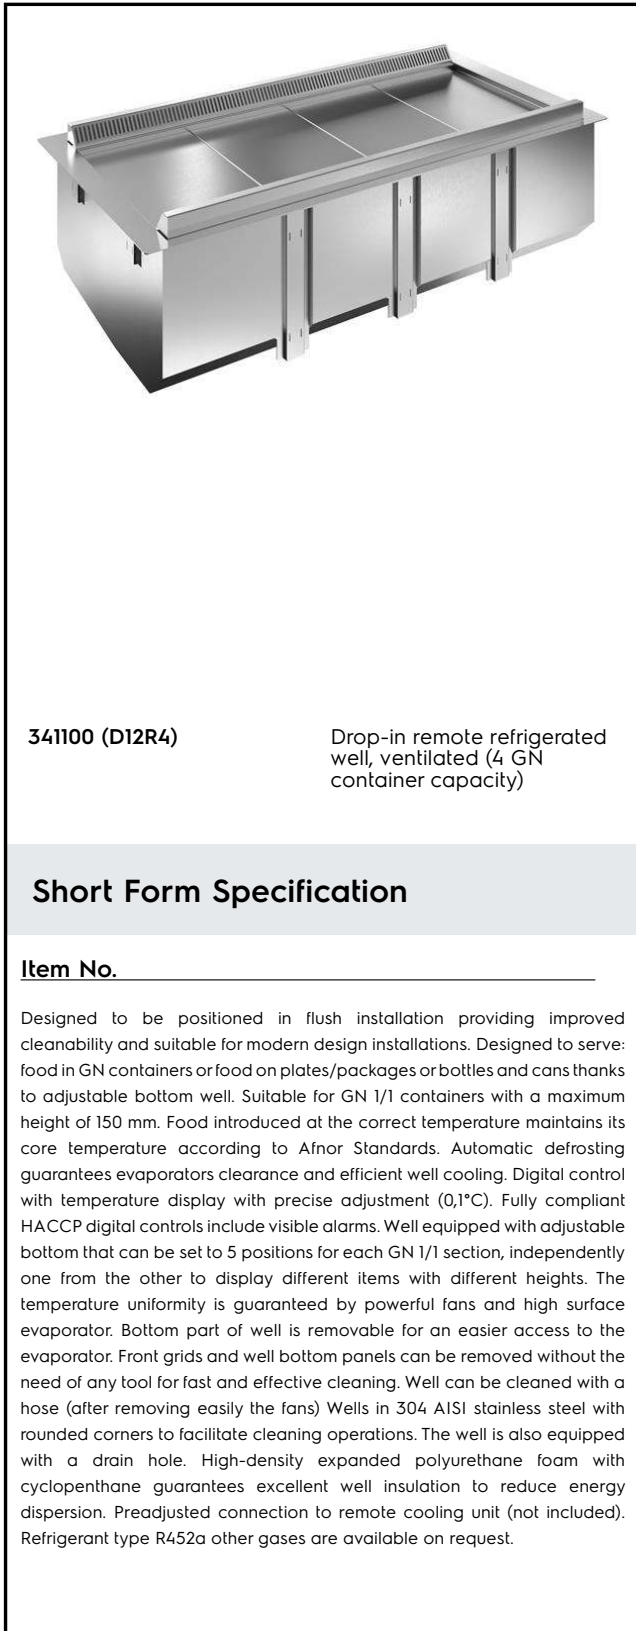 341100 (D12R4)
Drop-in remote refrigerated
well, ventilated (4 GN
container capacity)
Short Form Specification
Item No.
Designed to be positioned in flush installation providing improved
cleanability and suitable for modern design installations. Designed to serve:
food in GN containers or food on plates/packages or bottles and cans thanks
to adjustable bottom well. Suitable for GN 1/1 containers with a maximum
height of 150 mm. Food introduced at the correct temperature maintains its
core temperature according to Afnor Standards. Automatic defrosting
guarantees evaporators clearance and efficient well cooling. Digital control
with temperature display with precise adjustment (0,1°C). Fully compliant
HACCP digital controls include visible alarms. Well equipped with adjustable
bottom that can be set to 5 positions for each GN 1/1 section, independently
one from the other to display different items with different heights. The
temperature uniformity is guaranteed by powerful fans and high surface
evaporator. Bottom part of well is removable for an easier access to the
evaporator. Front grids and well bottom panels can be removed without the
need of any tool for fast and effective cleaning. Well can be cleaned with a
hose (after removing easily the fans) Wells in 304 AISI stainless steel with
rounded corners to facilitate cleaning operations. The well is also equipped
with a drain hole. High-density expanded polyurethane foam with
cyclopenthane guarantees excellent well insulation to reduce energy
dispersion. Preadjusted connection to remote cooling unit (not included).
Refrigerant type R452a other gases are available on request.